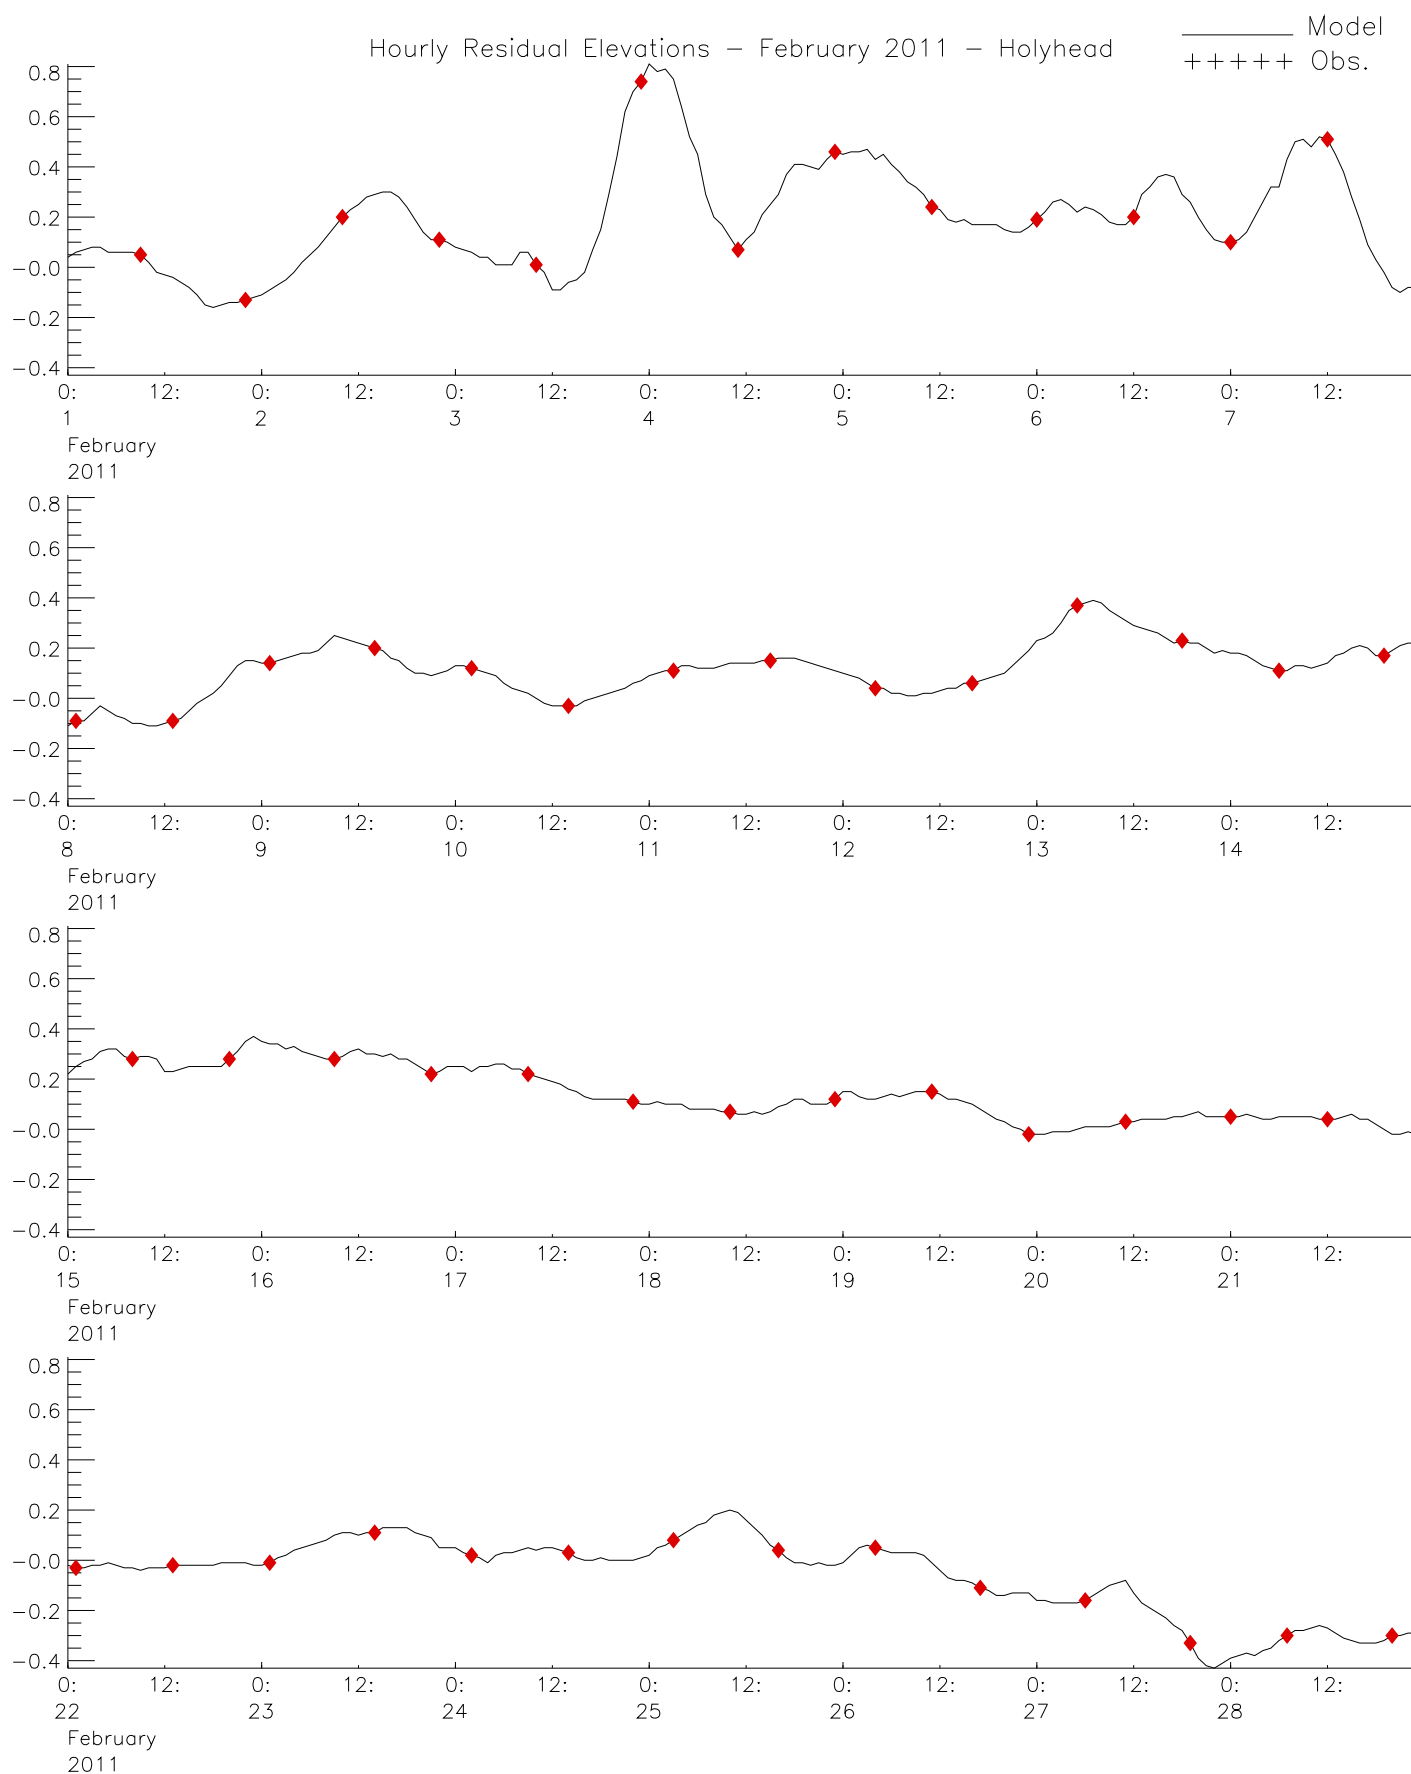 Hourly Residual Elevations – February 2011 – Holyhead
Model
+++++ Obs.
0.8
0.6
0.4
0.2
−0.0
−0.2
−0.4
0: 12: 0: 12: 0: 12: 0: 12: 0: 12: 0: 12: 0: 12:
1 2 3 4 5 6 7
February
2011
0.8
0.6
0.4
0.2
−0.0
−0.2
−0.4
0: 12: 0: 12: 0: 12: 0: 12: 0: 12: 0: 12: 0: 12:
8 9 10 11 12 13 14
February
2011
0.8
0.6
0.4
0.2
−0.0
−0.2
−0.4
0: 12: 0: 12: 0: 12: 0: 12: 0: 12: 0: 12: 0: 12:
15 16 17 18 19 20 21
February
2011
0.8
0.6
0.4
0.2
−0.0
−0.2
−0.4
0: 12: 0: 12: 0: 12: 0: 12: 0: 12: 0: 12: 0: 12:
22 23 24 25 26 27 28
February
2011